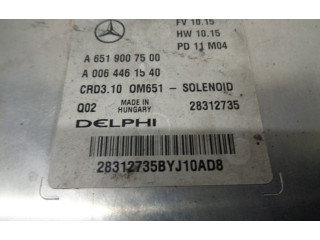 FV 10.15
HW 10.15
PD 11 M04
A 651 900 75 00
A 006 446 15 40
CRD3.10 OM651 - SOLENOID
Q02 MADE IN HUNGARY 28312735
DELPHI
28312735BYJ10AD8